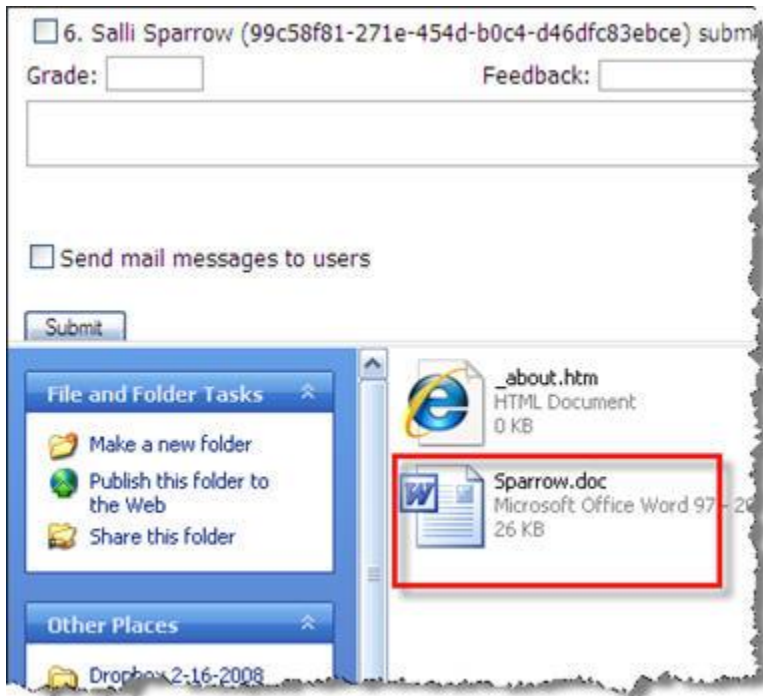 6. Salli Sparrow (99c58f81-271e-454d-b0c4-d46dfc83ebce)
Grade: Feedback:
Send mail messages to users
Submit
File and Folder Tasks
Make a new folder
Publish this folder to
the Web
Share this folder
Other Places
Dropbox 2-16-2008
_about.htm
HTML Document
0 KB
Sparrow.doc
Microsoft Office Word 97 -
26 KB